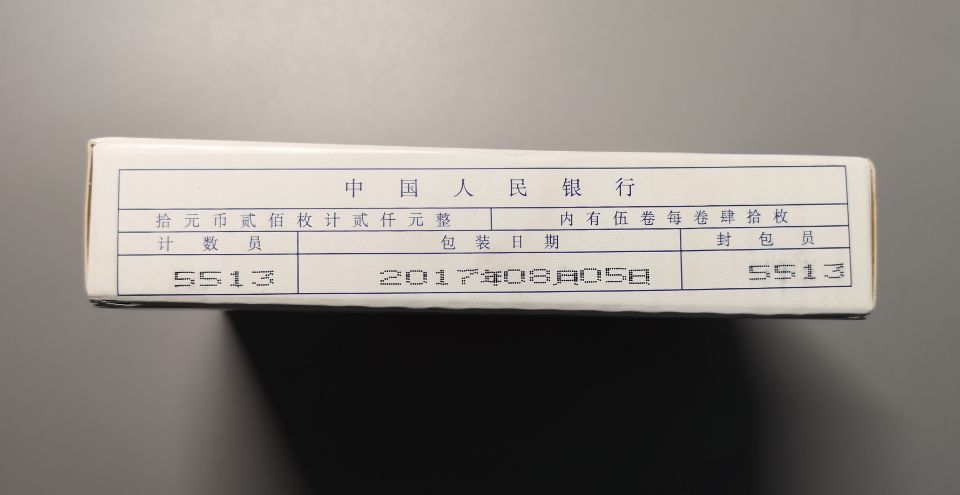 中国人民银行
拾元币贰佰枚计贰仟元整 内有伍卷每卷肆拾枚
计数员 包装日期 封包员
5513 2017年08月05日 5513